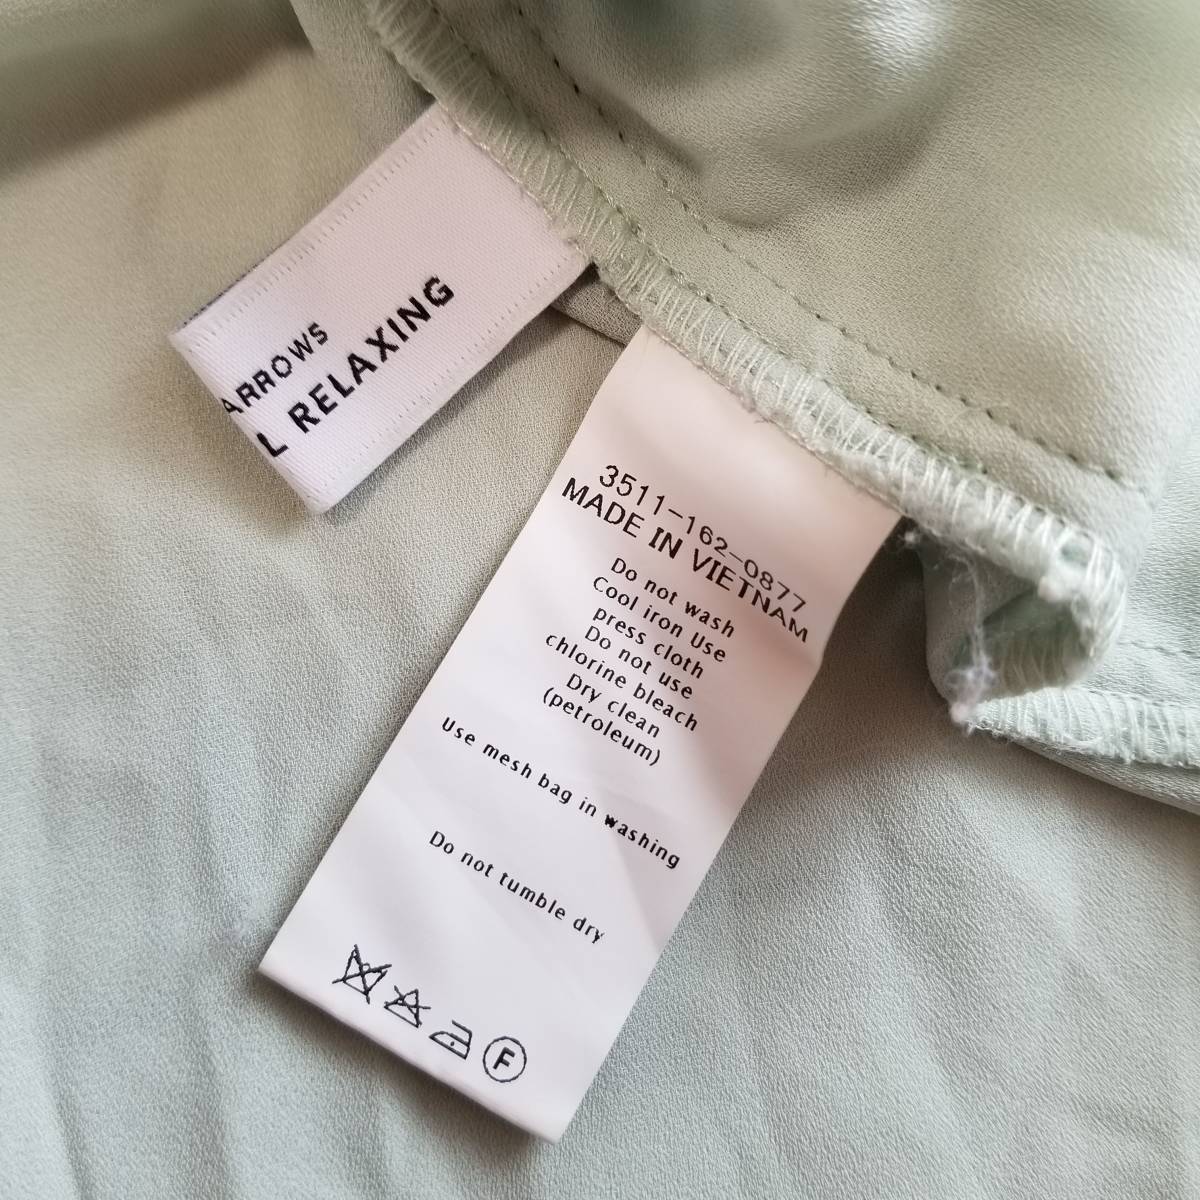 ARROWS
L RELAXING
3511-162-0877
MADE IN VIETNAM
Do not wash
Cool iron Use
press cloth
Do not use
chlorine bleach
Dry clean
(petroleum)
Use mesh bag in washing
Do not tumble dry
F